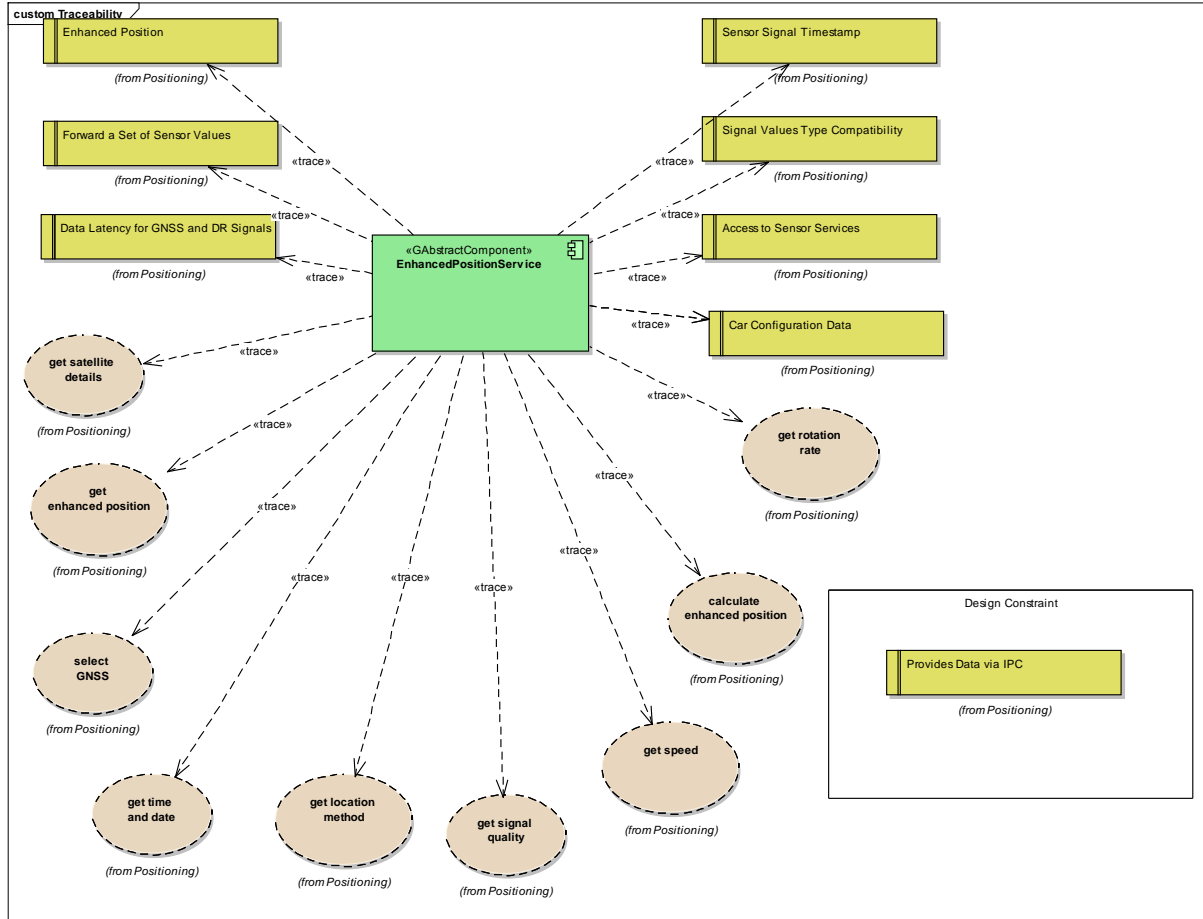 custom Traceability
Enhanced Position
(from Positioning)
Sensor Signal Timestamp
(from Positioning)
Forward a Set of Sensor Values
(from Positioning)
Signal Values Type Compatibility
(from Positioning)
«trace»
«trace»
«trace»
«trace»
Data Latency for GNSS and DR Signals
(from Positioning)
Access to Sensor Services
(from Positioning)
«GAbstractComponent»
EnhancedPositionService
«trace»
«trace»
Car Configuration Data
(from Positioning)
«trace»
get satellite
details
(from Positioning)
«trace»
«trace»
get rotation
rate
(from Positioning)
«trace»
get
enhanced position
(from Positioning)
«trace»
«trace»
«trace»
«trace»
«trace»
«trace»
«trace»
calculate
enhanced position
(from Positioning)
Design Constraint
Provides Data via IPC
(from Positioning)
select
GNSS
(from Positioning)
get speed
(from Positioning)
get time
and date
(from Positioning)
get location
method
(from Positioning)
get signal
quality
(from Positioning)